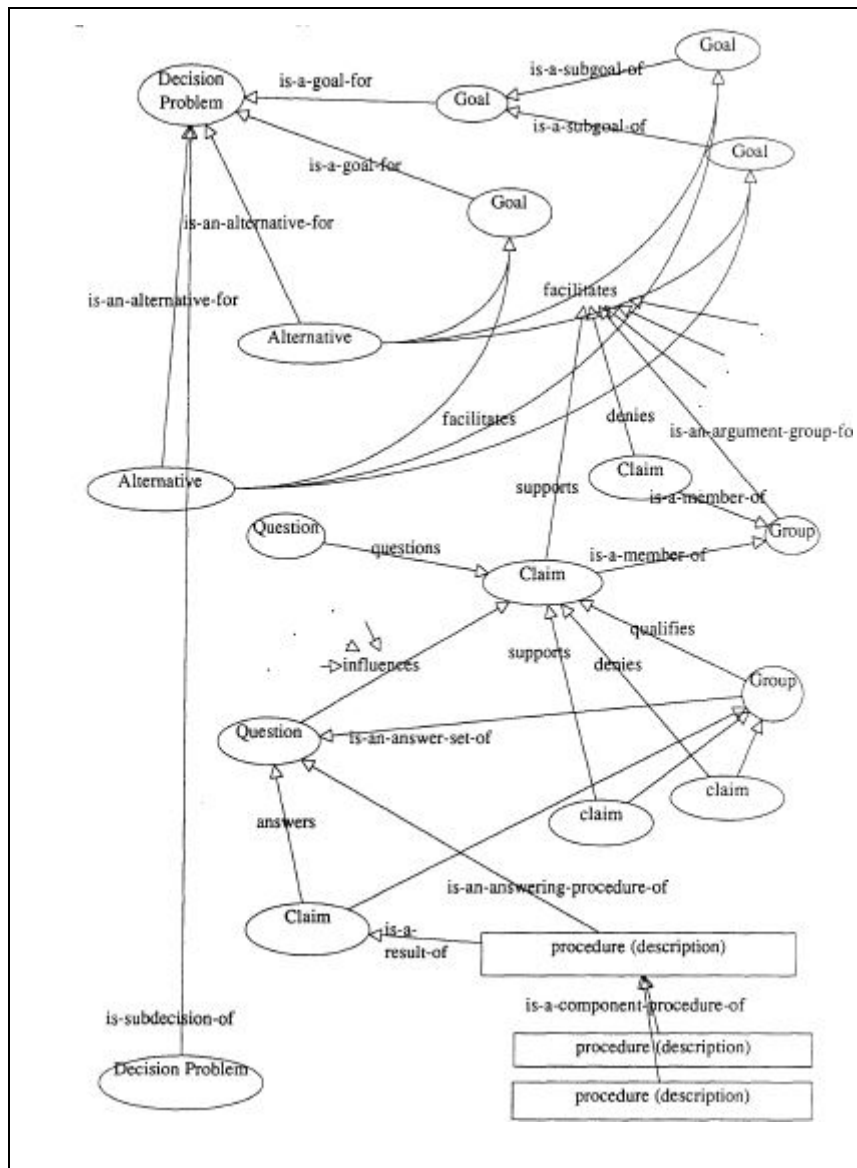 Goal
Decision
Problem
is-a-goal-for
is-a-subgoal-of
Goal
is-a-subgoal-of
Goal
is-a-goal-for
Goal
is-an-alternative-for
is-an-alternative-for
facilitates
Alternative
facilitates
denies
is-an-argument-group-fo
Claim
Alternative
supports
is-a-member-of
Question
Group
questions
is-a-member-of
Claim
qualifies
influences
supports
denies
Group
Question
is-an-answer-set-of
claim
claim
answers
is-an-answering-procedure-of
Claim
is-a-
result-of
procedure (description)
is-a-component-procedure-of
is-subdecision-of
procedure (description)
Decision Problem
procedure (description)